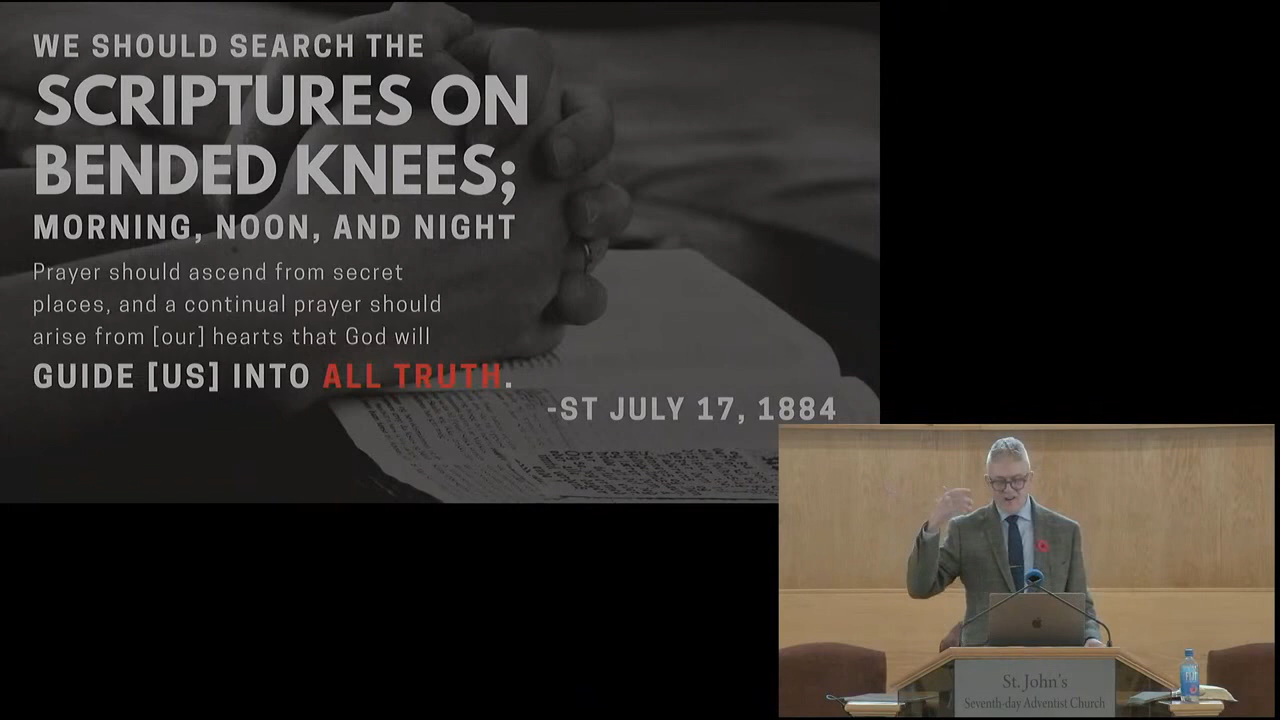 WE SHOULD SEARCH THE
SCRIPTURES ON
BENDED KNEES;
MORNING, NOON, AND NIGHT
Prayer should ascend from secret
places, and a continual prayer should
arise from [our] hearts that God will
GUIDE [US] INTO ALL TRUTH.
-ST JULY 17, 1884
St. John's
Seventh-day Adventist Church